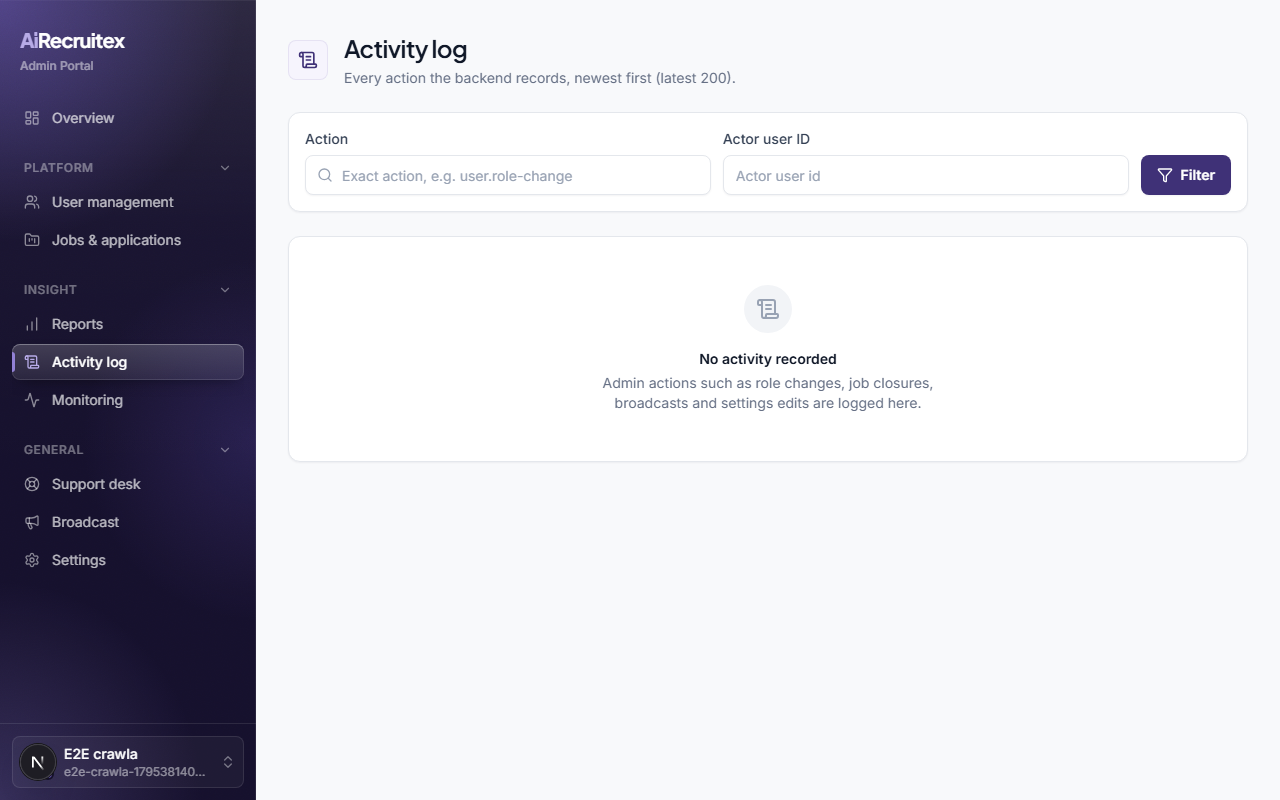 AiRecruitex
Admin Portal
Overview
PLATFORM
User management
Jobs & applications
INSIGHT
Reports
Activity log
Monitoring
GENERAL
Support desk
Broadcast
Settings
N
E2E crawla
e2e-crawla-179538140...
Activity log
Every action the backend records, newest first (latest 200).
Action
Exact action, e.g. user.role-change
Actor user ID
Actor user id
Filter
No activity recorded
Admin actions such as role changes, job closures,
broadcasts and settings edits are logged here.